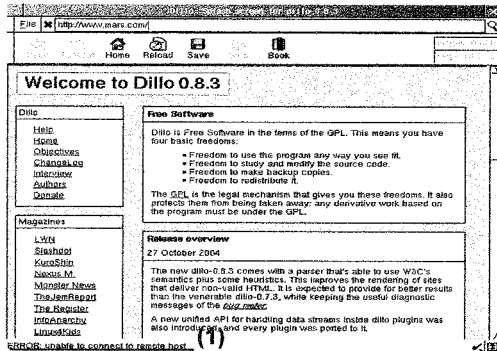 Dillo: Splash screen for dillo-0.8.3
File http://www.mars.com/
Home Reload Save Book
Welcome to Dillo 0.8.3
Dillo
Help
Home
Objectives
ChangeLog
Interview
Authors
Donate
Magazines
LWN
Slashdot
KuroShin
Nexus M.
Monster News
TheJemReport
The Register
InfoAnarchy
Linux4Kids
Free Software
Dillo is Free Software in the terms of the GPL. This means you have
four basic freedoms:
Freedom to use the program any way you see fit.
Freedom to study and modify the source code.
Freedom to make backup copies.
Freedom to redistribute it.
The GPL is the legal mechanism that gives you these freedoms. It also
protects them from being taken away: any derivative work based on
the program must be under the GPL.
Release overview
27 October 2004
The new dillo-0.8.3 comes with a parser that's able to use W3C's
semantics plus some heuristics. This improves the rendering of sites
that deliver non-valid HTML. It is expected to provide for better results
than the venerable dillo-0.7.3, while keeping the useful diagnostic
messages of the bug meter.
A new unified API for handling data streams inside dillo plugins was
also introduced, and every plugin was ported to it.
ERROR: unable to connect to remote host
(1)